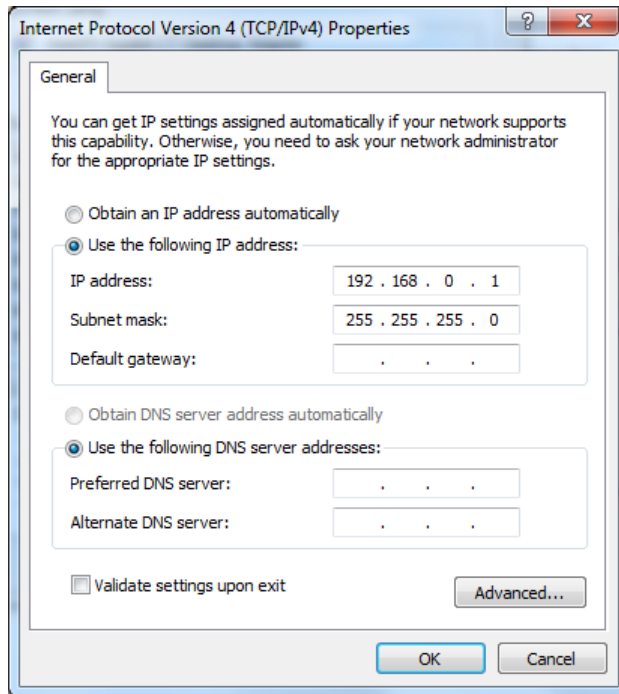 Internet Protocol Version 4 (TCP/IPv4) Properties
General
You can get IP settings assigned automatically if your network supports
this capability. Otherwise, you need to ask your network administrator
for the appropriate IP settings.
Obtain an IP address automatically
Use the following IP address:
IP address: 192 . 168 . 0 . 1
Subnet mask: 255 . 255 . 255 . 0
Default gateway: . . .
Obtain DNS server address automatically
Use the following DNS server addresses:
Preferred DNS server: . . .
Alternate DNS server: . . .
Validate settings upon exit
Advanced...
OK Cancel